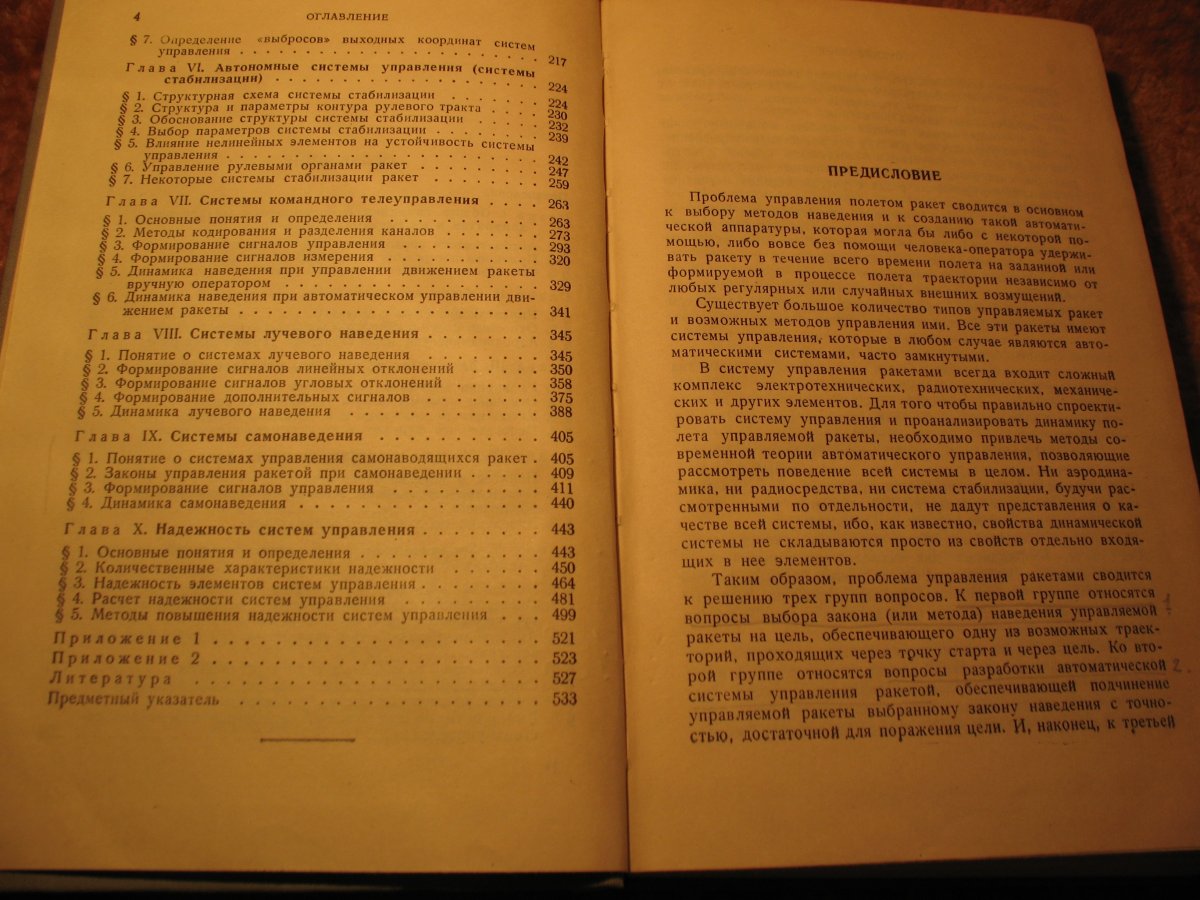 4 ОГЛАВЛЕНИЕ
§ 7. Определение «выбросов» выходных координат систем
управления . . . . . . . . . . . . . . . . . . . . 217
Глава VI. Автономные системы управления (системы
стабилизации) . . . . . . . . . . . . . . . . . . 224
§ 1. Структурная схема системы стабилизации . . . . . . 224
§ 2. Структура и параметры контура рулевого тракта . . . . 230
§ 3. Обоснование структуры системы стабилизации . . . . . 232
§ 4. Выбор параметров системы стабилизации . . . . . . . 239
§ 5. Влияние нелинейных элементов на устойчивость системы
управления . . . . . . . . . . . . . . . . . . . . 242
§ 6. Управление рулевыми органами ракет . . . . . . . . 247
§ 7. Некоторые системы стабилизации ракет . . . . . . . 259
Глава VII. Системы командного телеуправления . . . . . 263
§ 1. Основные понятия и определения . . . . . . . . . . 263
§ 2. Методы кодирования и разделения каналов . . . . . . 273
§ 3. Формирование сигналов управления . . . . . . . . . 293
§ 4. Формирование сигналов измерения . . . . . . . . . . 320
§ 5. Динамика наведения при управлении движением ракеты
вручную оператором . . . . . . . . . . . . . . . . 329
§ 6. Динамика наведения при автоматическом управлении дви-
жением ракеты . . . . . . . . . . . . . . . . . . . 341
Глава VIII. Системы лучевого наведения . . . . . . . . 345
§ 1. Понятие о системах лучевого наведения . . . . . . . 345
§ 2. Формирование сигналов линейных отклонений . . . . . 350
§ 3. Формирование сигналов угловых отклонений . . . . . . 358
§ 4. Формирование дополнительных сигналов . . . . . . . . 375
§ 5. Динамика лучевого наведения . . . . . . . . . . . . 388
Глава IX. Системы самонаведения . . . . . . . . . . . 405
§ 1. Понятие о системах управления самонаводящихся ракет . 405
§ 2. Законы управления ракетой при самонаведении . . . . . 409
§ 3. Формирование сигналов управления . . . . . . . . . . 411
§ 4. Динамика самонаведения . . . . . . . . . . . . . . . 440
Глава X. Надежность систем управления . . . . . . . . 443
§ 1. Основные понятия и определения . . . . . . . . . . . 443
§ 2. Количественные характеристики надежности . . . . . . 450
§ 3. Надежность элементов систем управления . . . . . . . . 464
§ 4. Расчет надежности систем управления . . . . . . . . . 481
§ 5. Методы повышения надежности систем управления . . . 499
Приложение 1 . . . . . . . . . . . . . . . . . . . . 521
Приложение 2 . . . . . . . . . . . . . . . . . . . . 523
Литература . . . . . . . . . . . . . . . . . . . . . 527
Предметный указатель . . . . . . . . . . . . . . . . . 533
ПРЕДИСЛОВИЕ
Проблема управления полетом ракет сводится в основном
к выбору методов наведения и к созданию такой автомати-
ческой аппаратуры, которая могла бы либо с некоторой по-
мощью, либо вовсе без помощи человека-оператора удержи-
вать ракету в течение всего времени полета на заданной или
формируемой в процессе полета траектории независимо от
любых регулярных или случайных внешних возмущений.
Существует большое количество типов управляемых ракет
и возможных методов управления ими. Все эти ракеты имеют
системы управления, которые в любом случае являются авто-
матическими системами, часто замкнутыми.
В систему управления ракетами всегда входит сложный
комплекс электротехнических, радиотехнических, механиче-
ских и других элементов. Для того чтобы правильно спроекти-
ровать систему управления и проанализировать динамику по-
лета управляемой ракеты, необходимо привлечь методы со-
временной теории автоматического управления, позволяющие
рассмотреть поведение всей системы в целом. Ни аэродина-
мика, ни радиосредства, ни система стабилизации, будучи рас-
смотренными по отдельности, не дадут представления о ка-
честве всей системы, ибо, как известно, свойства динамической
системы не складываются просто из свойств отдельно входя-
щих в нее элементов.
Таким образом, проблема управления ракетами сводится
к решению трех групп вопросов. К первой группе относятся
вопросы выбора закона (или метода) наведения управляемой
ракеты на цель, обеспечивающего одну из возможных траек-
торий, проходящих через точку старта и через цель. Ко вто-
рой группе относятся вопросы разработки автоматической 2
системы управления ракетой, обеспечивающей подчинение
управляемой ракеты выбранному закону наведения с точно-
стью, достаточной для поражения цели. И, наконец, к третьей